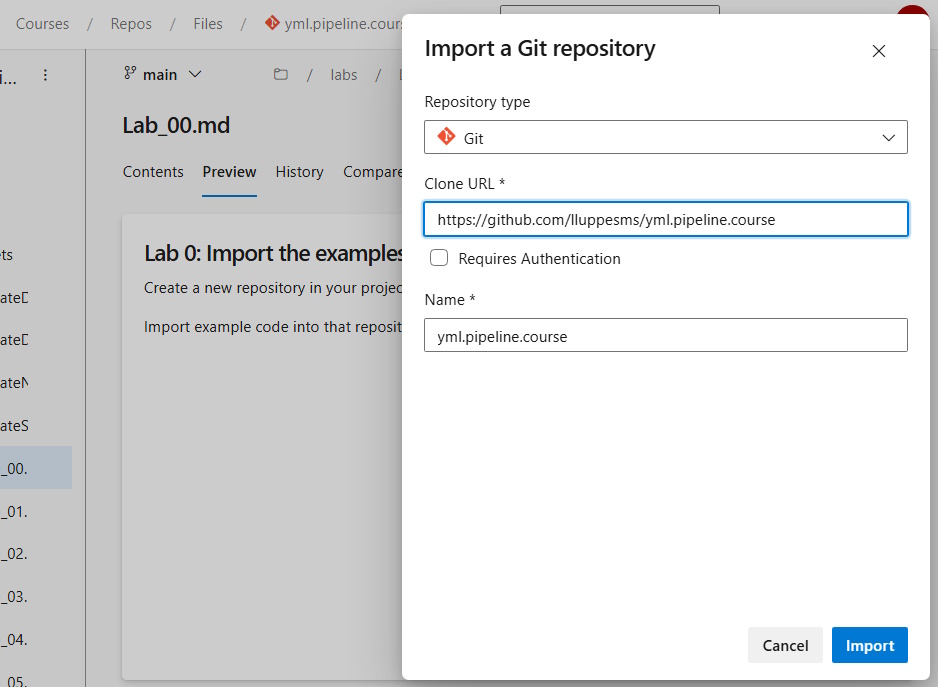 Courses / Repos / Files / yml.pipeline.cour
main
/ labs /
Lab_00.md
Contents Preview History Compare
Lab 0: Import the examples
Create a new repository in your projec
Import example code into that reposit
ets
ateD
ateD
ateN
ateS
_00.
_01.
_02.
_03.
_04.
_05.
Import a Git repository
Repository type
Git
Clone URL *
https://github.com/lluppesms/yml.pipeline.course
Requires Authentication
Name *
yml.pipeline.course
Cancel Import